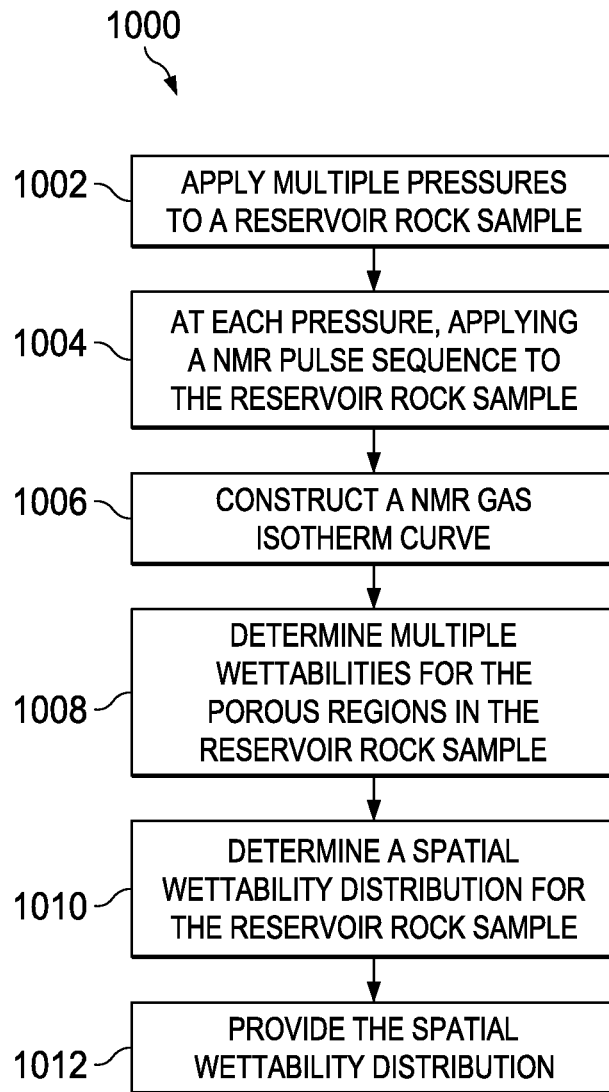 1000
1002
APPLY MULTIPLE PRESSURES
TO A RESERVOIR ROCK SAMPLE
1004
AT EACH PRESSURE, APPLYING
A NMR PULSE SEQUENCE TO
THE RESERVOIR ROCK SAMPLE
1006
CONSTRUCT A NMR GAS
ISOTHERM CURVE
1008
DETERMINE MULTIPLE
WETTABILITIES FOR THE
POROUS REGIONS IN THE
RESERVOIR ROCK SAMPLE
1010
DETERMINE A SPATIAL
WETTABILITY DISTRIBUTION FOR
THE RESERVOIR ROCK SAMPLE
1012
PROVIDE THE SPATIAL
WETTABILITY DISTRIBUTION